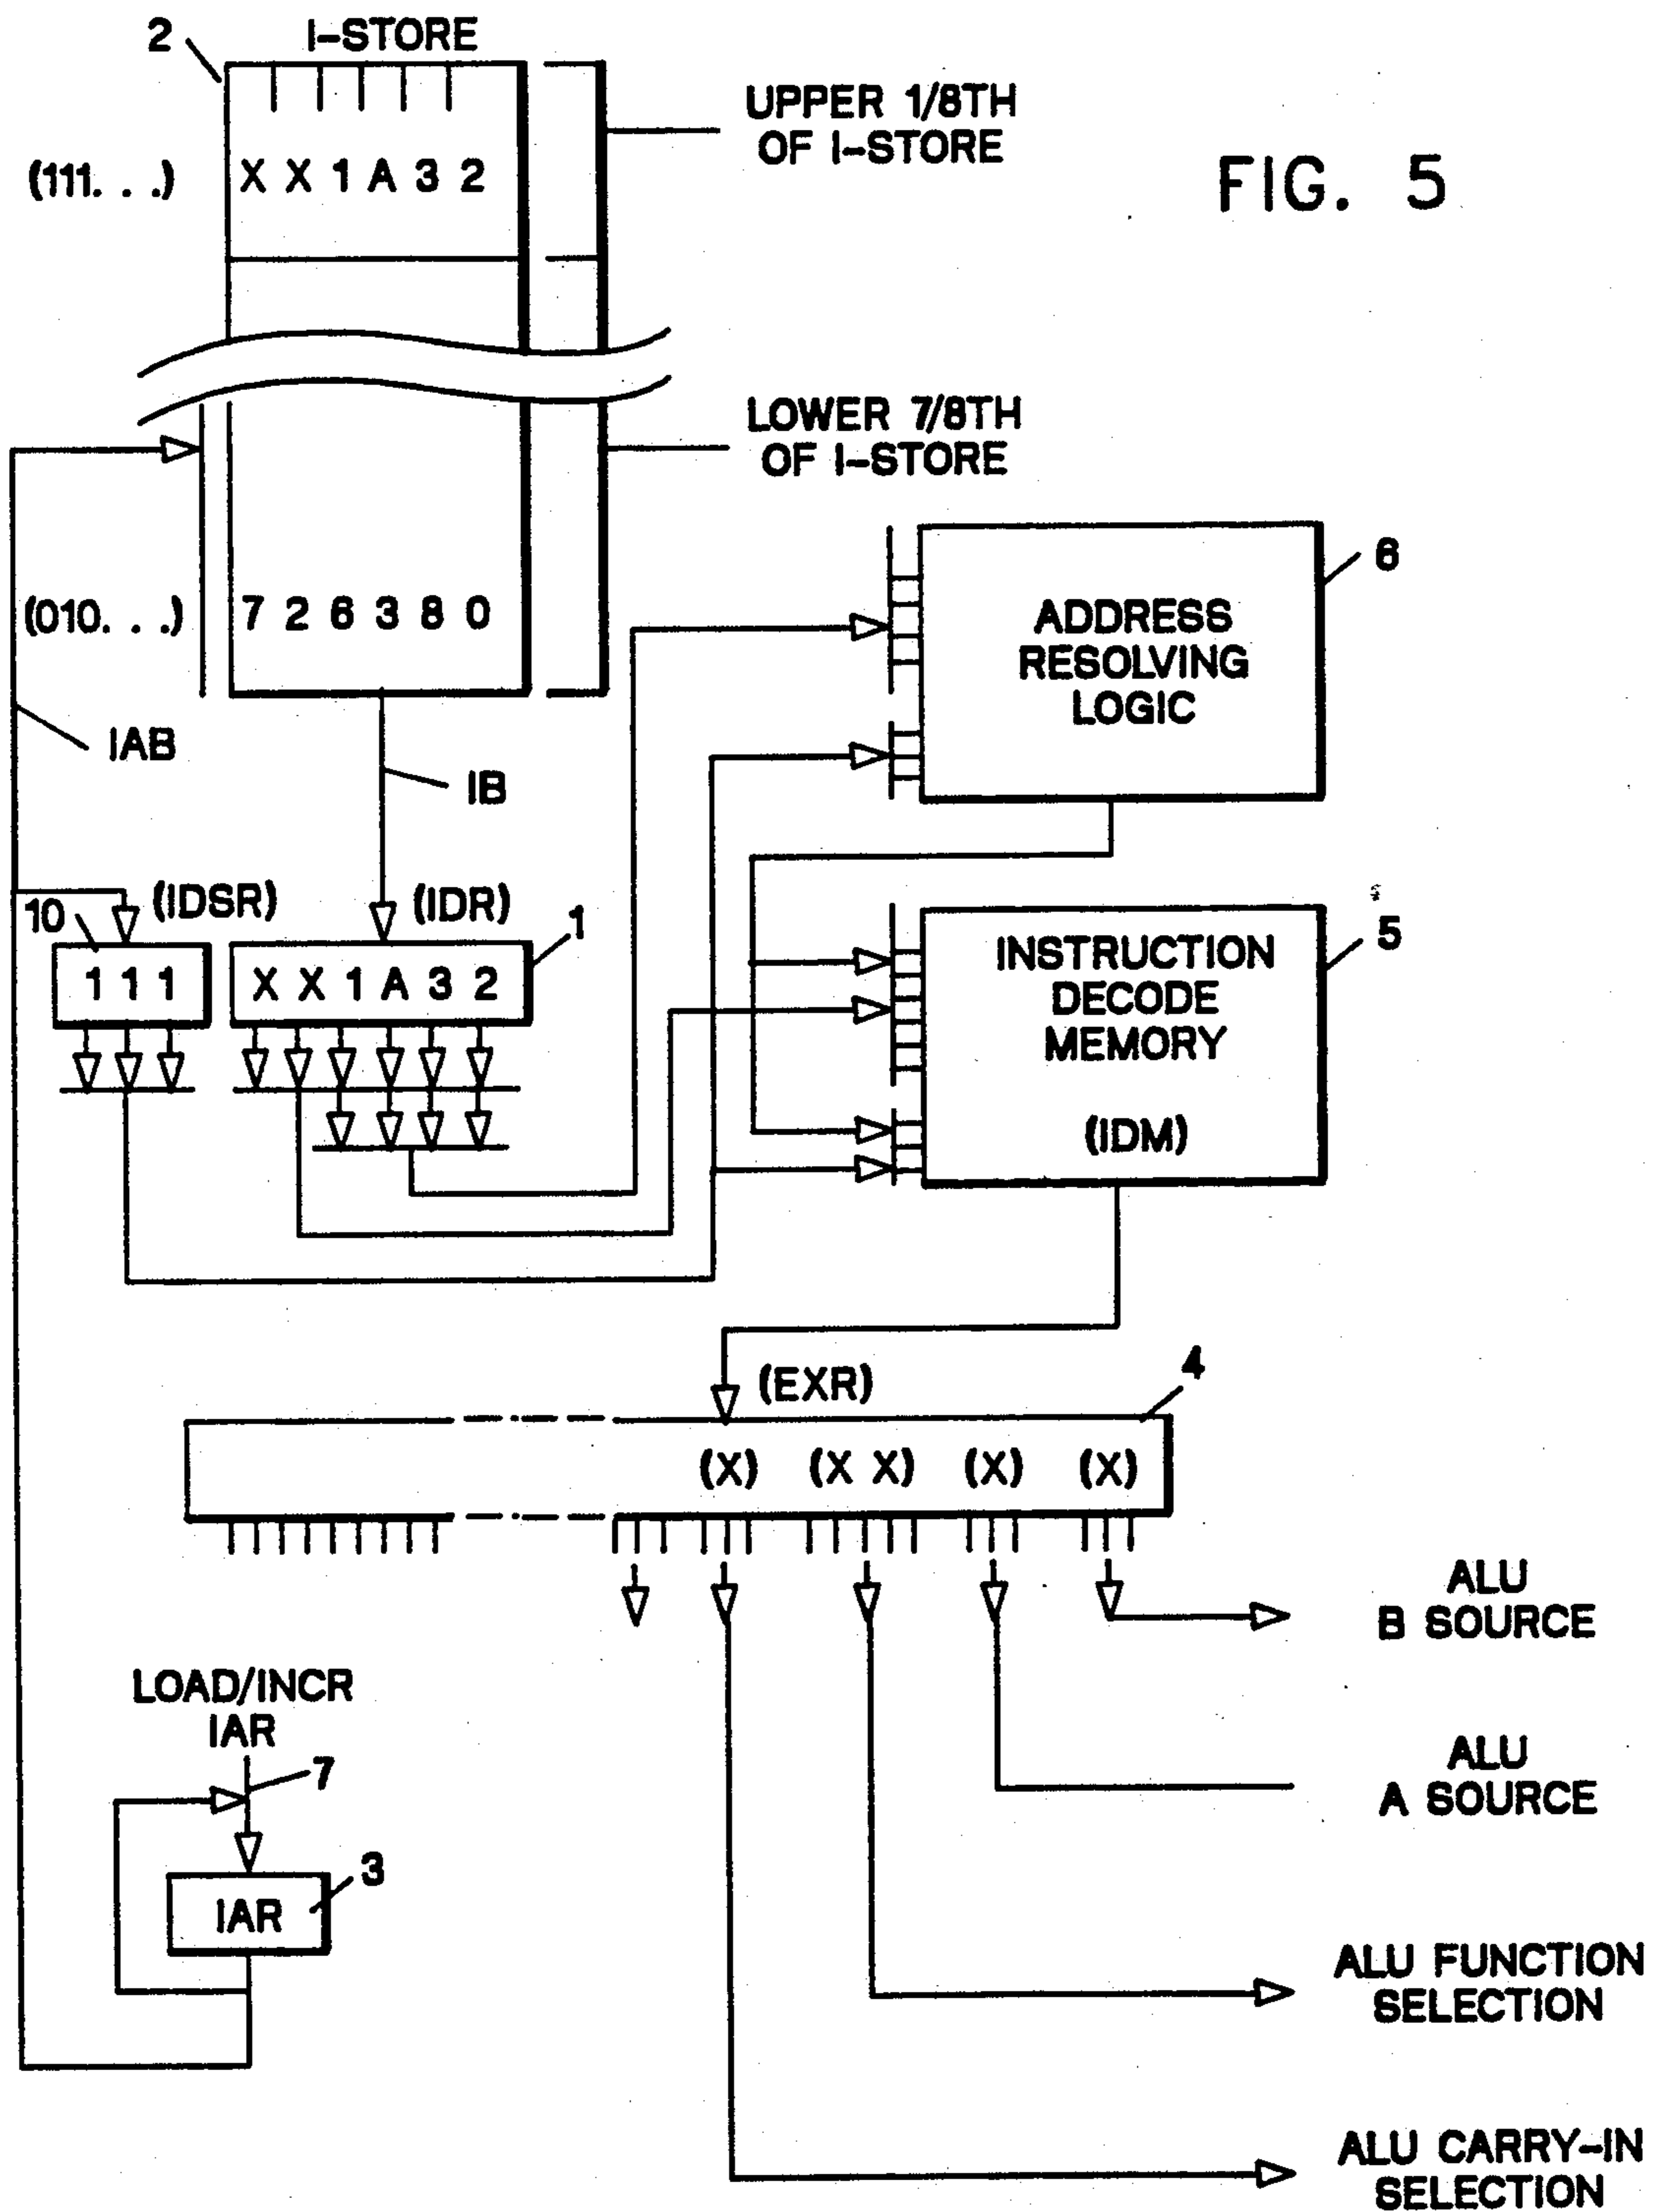 2
I-STORE
UPPER 1/8TH
OF I-STORE
(111. . .)
X X 1 A 3 2
FIG. 5
LOWER 7/8TH
OF I-STORE
(010. . .)
7 2 6 3 8 0
6
ADDRESS
RESOLVING
LOGIC
IAB
IB
10
(IDSR)
(IDR)
1
1 1 1
X X 1 A 3 2
5
INSTRUCTION
DECODE
MEMORY
(IDM)
(EXR)
4
(X) (X X) (X) (X)
ALU
B SOURCE
LOAD/INCR
IAR
7
ALU
A SOURCE
3
IAR
ALU FUNCTION
SELECTION
ALU CARRY-IN
SELECTION